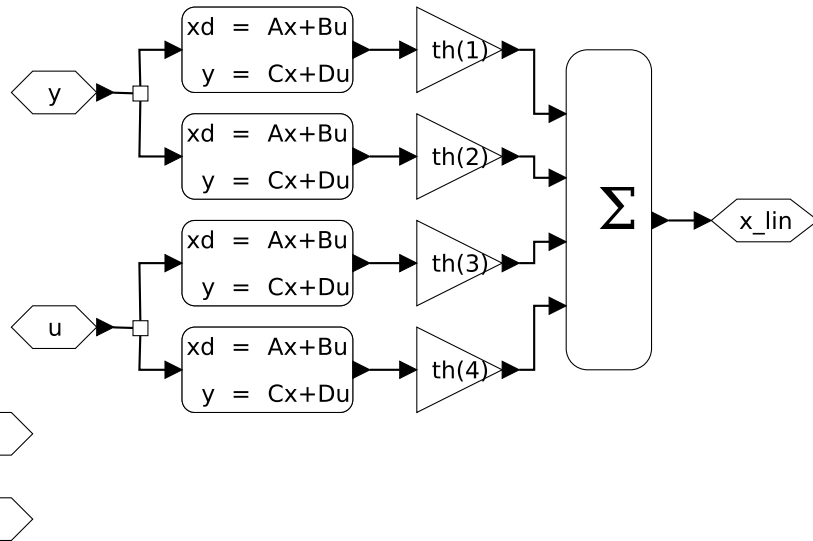 xd = Ax+Bu
y = Cx+Du
th(1)
y
xd = Ax+Bu
y = Cx+Du
th(2)
Σ
x_lin
xd = Ax+Bu
y = Cx+Du
th(3)
u
xd = Ax+Bu
y = Cx+Du
th(4)